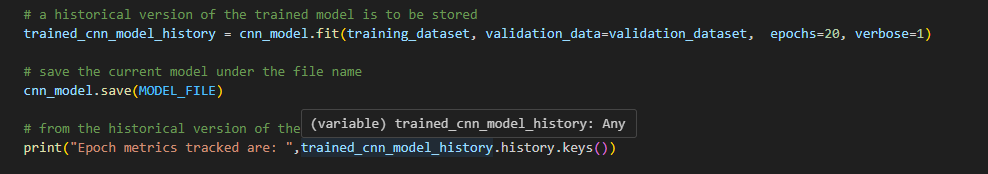 # a historical version of the trained model is to be stored
trained_cnn_model_history = cnn_model.fit(training_dataset, validation_data=validation_dataset,  epochs=20, verbose=1)
# save the current model under the file name
cnn_model.save(MODEL_FILE)
(variable) trained_cnn_model_history: Any
# from the historical version of the
print("Epoch metrics tracked are: ",trained_cnn_model_history.history.keys())